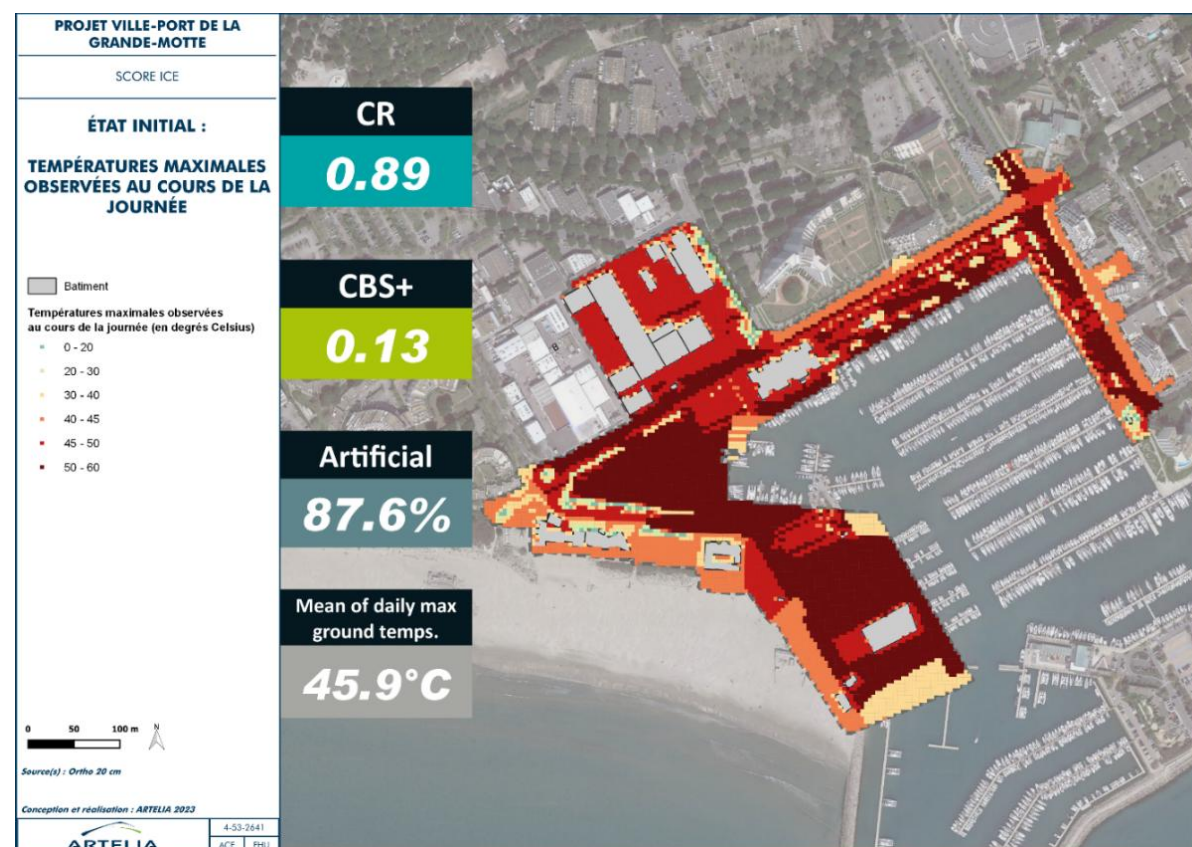 PROJET VILLE-PORT DE LA
GRANDE-MOTTE
SCORE ICE
ÉTAT INITIAL :
TEMPÉRATURES MAXIMALES
OBSERVÉES AU COURS DE LA
JOURNÉE
Batiment
Températures maximales observées
au cours de la journée (en degrés Celsius)
0 - 20
20 - 30
30 - 40
40 - 45
45 - 50
50 - 60
0 50 100 m N
Source(s) : Ortho 20 cm
Conception et réalisation : ARTELIA 2023
ARTELIA
4-53-2641
ACE EHU
CR
0.89
CBS+
0.13
Artificial
87.6%
Mean of daily max
ground temps.
45.9°C